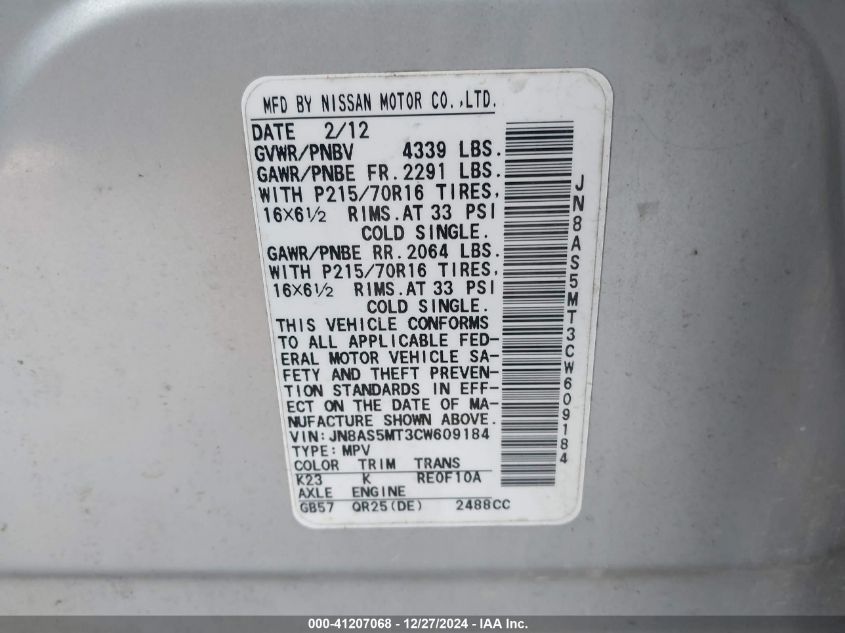 MFD BY NISSAN MOTOR CO.,LTD.
DATE 2/12
GVWR/PNBV 4339 LBS.
GAWR/PNBE FR. 2291 LBS.
WITH P215/70R16 TIRES,
16X6½ RIMS. AT 33 PSI
COLD SINGLE.
GAWR/PNBE RR. 2064 LBS.
WITH P215/70R16 TIRES,
16X6½ RIMS. AT 33 PSI
COLD SINGLE.
THIS VEHICLE CONFORMS
TO ALL APPLICABLE FED-
ERAL MOTOR VEHICLE SA-
FETY AND THEFT PREVEN-
TION STANDARDS IN EFF-
ECT ON THE DATE OF MA-
NUFACTURE SHOWN ABOVE.
VIN: JN8AS5MT3CW609184
TYPE: MPV
COLOR TRIM TRANS
K23 K RE0F10A
AXLE ENGINE
GB57 QR25(DE) 2488CC
JN8AS5MT3CW609184
000-41207068 - 12/27/2024 - IAA Inc.